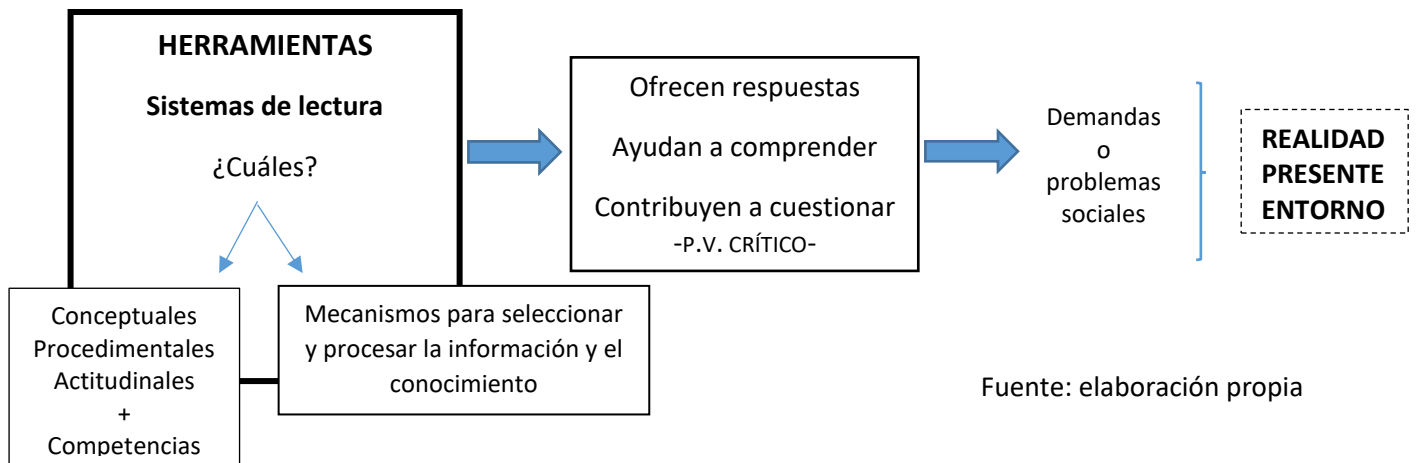 HERRAMIENTAS
Sistemas de lectura
¿Cuáles?
Conceptuales
Procedimentales
Actitudinales
+
Competencias
Mecanismos para seleccionar
y procesar la información y el
conocimiento
Ofrecen respuestas
Ayudan a comprender
Contribuyen a cuestionar
-P.V. CRÍTICO-
Demandas
o
problemas
sociales
REALIDAD
PRESENTE
ENTORNO
Fuente: elaboración propia